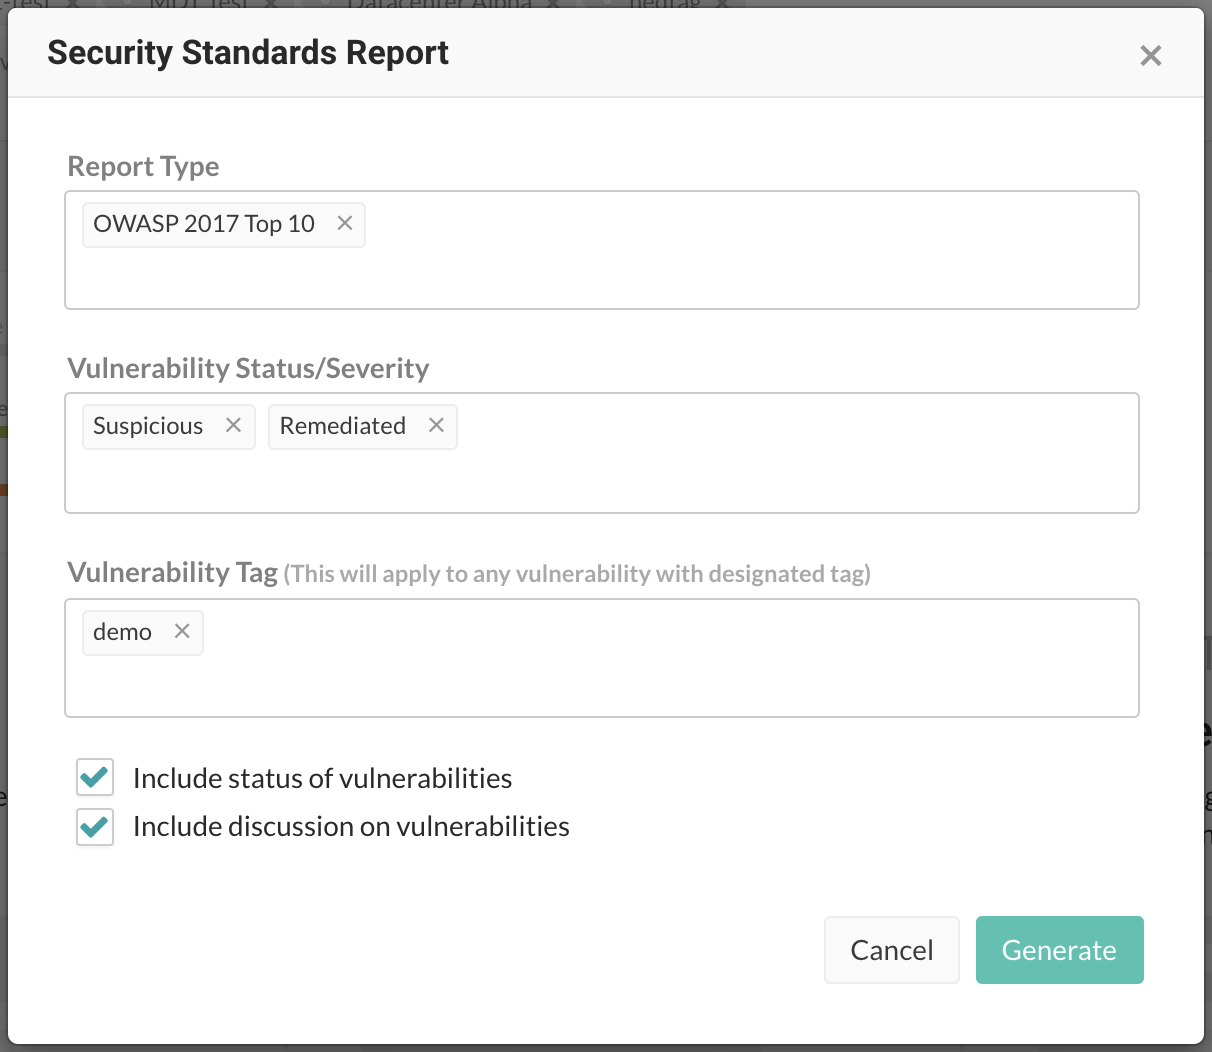 Security Standards Report
Report Type
OWASP 2017 Top 10
Vulnerability Status/Severity
Suspicious Remediated
Vulnerability Tag (This will apply to any vulnerability with designated tag)
demo
Include status of vulnerabilities
Include discussion on vulnerabilities
Cancel Generate